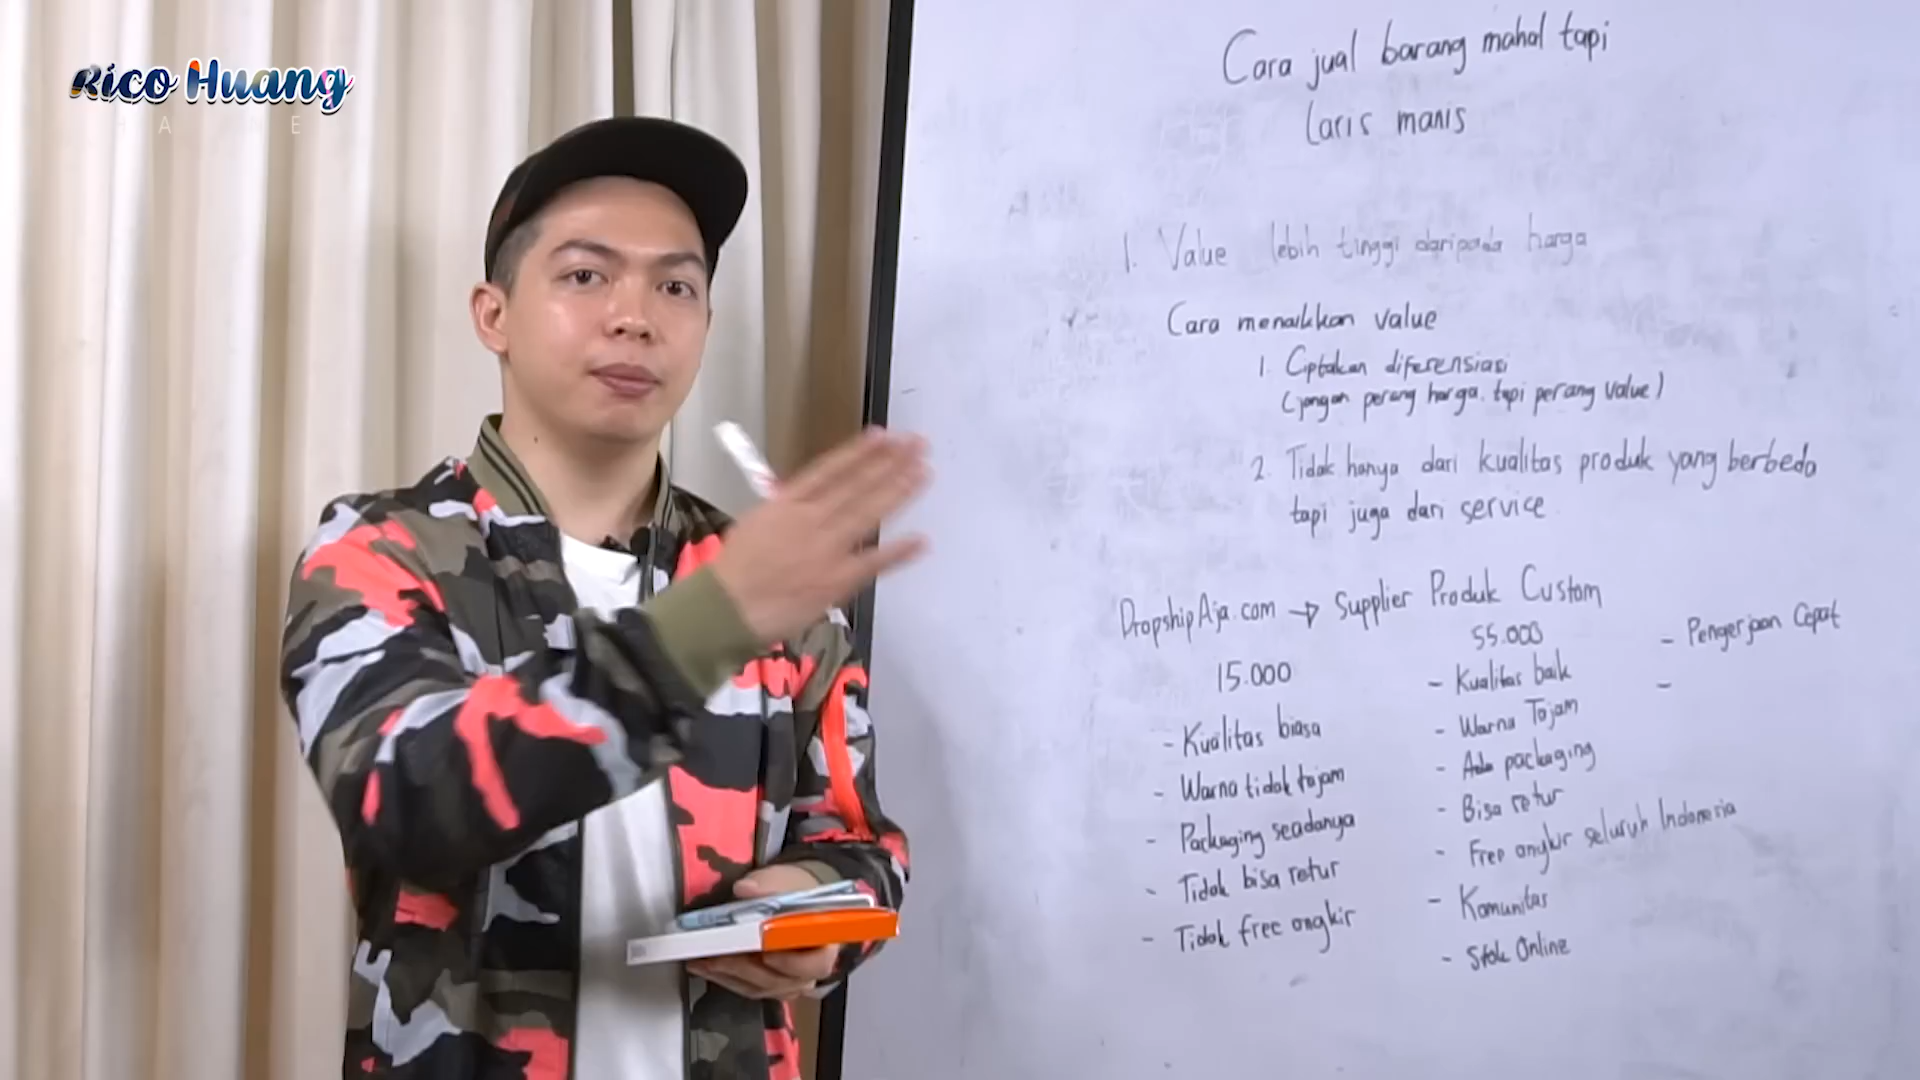 Rico Huang
Cara jual barang mahal tapi
laris manis
1. Value lebih tinggi daripada harga
Cara menaikkan value
1. Ciptakan diferensiasi
(jangan perang harga. tapi perang value)
2. Tidak hanya dari kualitas produk yang berbeda
tapi juga dari service
DropshipAja.com → Supplier Produk Custom
15.000
- Kualitas biasa
- Warna tidak tajam
- Packaging seadanya
- Tidak bisa retur
- Tidak free ongkir
55.000
- Kualitas baik
- Warna Tajam
- Ada packaging
- Bisa retur
- Free ongkir seluruh Indonesia
- Komunitas
- Stok Online
- Pengerjaan Cepat
-